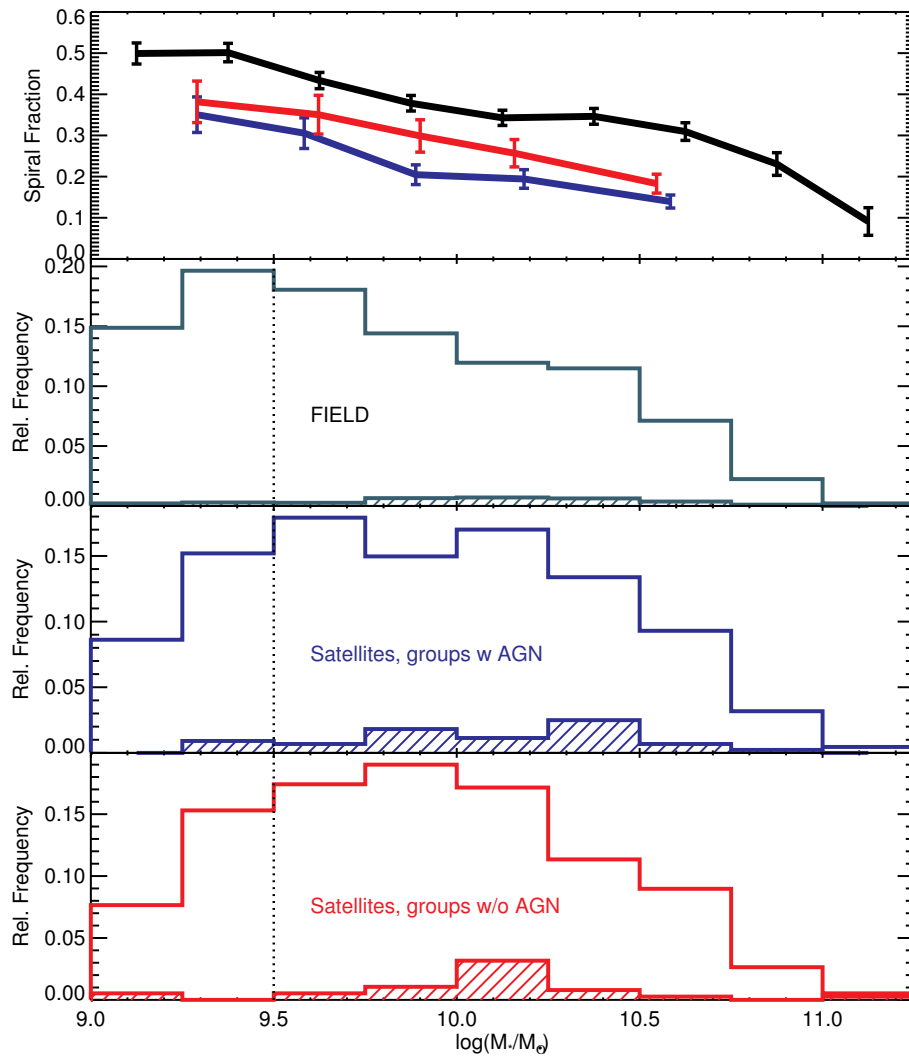 0.6
0.5
0.4
0.3
0.2
0.1
0.0
Spiral Fraction
0.20
0.15
0.10
0.05
0.00
Rel. Frequency
FIELD
0.15
0.10
0.05
0.00
Rel. Frequency
Satellites, groups w AGN
0.15
0.10
0.05
0.00
Rel. Frequency
Satellites, groups w/o AGN
9.0 9.5 10.0 10.5 11.0
log(M*/M⊙)